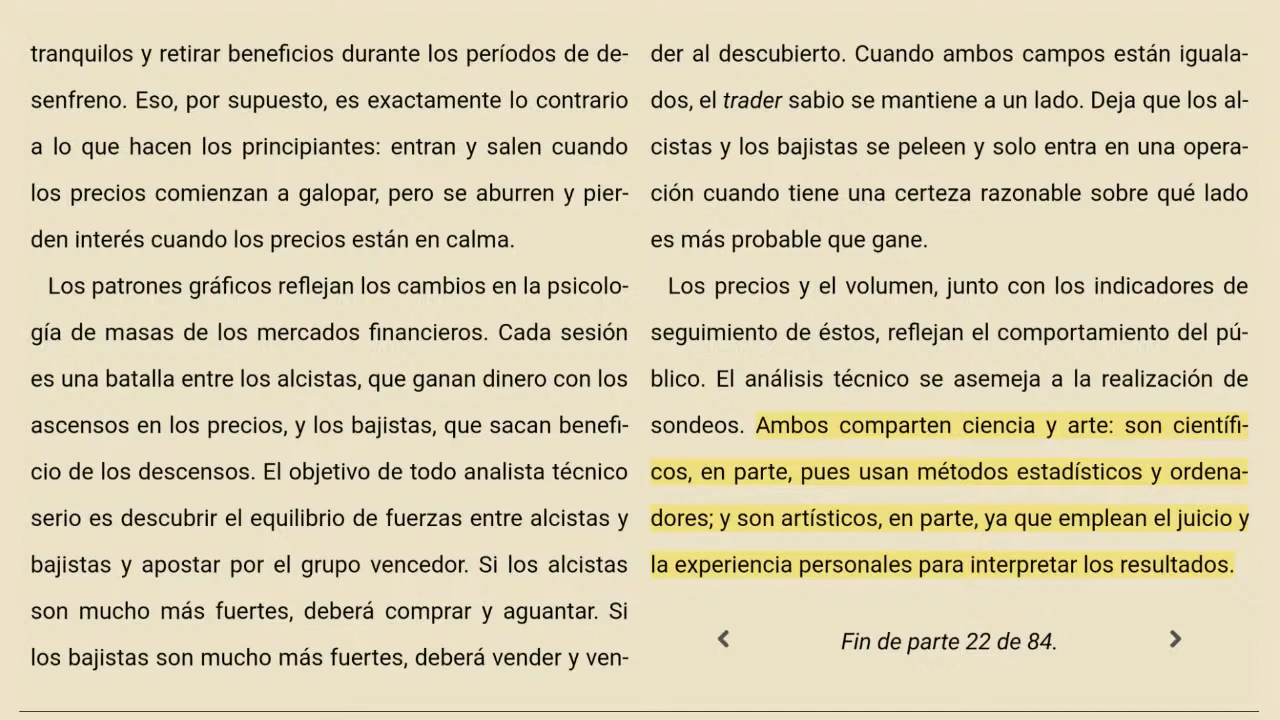 tranquilos y retirar beneficios durante los períodos de de-
senfreno. Eso, por supuesto, es exactamente lo contrario
a lo que hacen los principiantes: entran y salen cuando
los precios comienzan a galopar, pero se aburren y pier-
den interés cuando los precios están en calma.
Los patrones gráficos reflejan los cambios en la psicolo-
gía de masas de los mercados financieros. Cada sesión
es una batalla entre los alcistas, que ganan dinero con los
ascensos en los precios, y los bajistas, que sacan benefi-
cio de los descensos. El objetivo de todo analista técnico
serio es descubrir el equilibrio de fuerzas entre alcistas y
bajistas y apostar por el grupo vencedor. Si los alcistas
son mucho más fuertes, deberá comprar y aguantar. Si
los bajistas son mucho más fuertes, deberá vender y ven-
der al descubierto. Cuando ambos campos están iguala-
dos, el trader sabio se mantiene a un lado. Deja que los al-
cistas y los bajistas se peleen y solo entra en una opera-
ción cuando tiene una certeza razonable sobre qué lado
es más probable que gane.
Los precios y el volumen, junto con los indicadores de
seguimiento de éstos, reflejan el comportamiento del pú-
blico. El análisis técnico se asemeja a la realización de
sondeos. Ambos comparten ciencia y arte: son científi-
cos, en parte, pues usan métodos estadísticos y ordena-
dores; y son artísticos, en parte, ya que emplean el juicio y
la experiencia personales para interpretar los resultados.
Fin de parte 22 de 84.